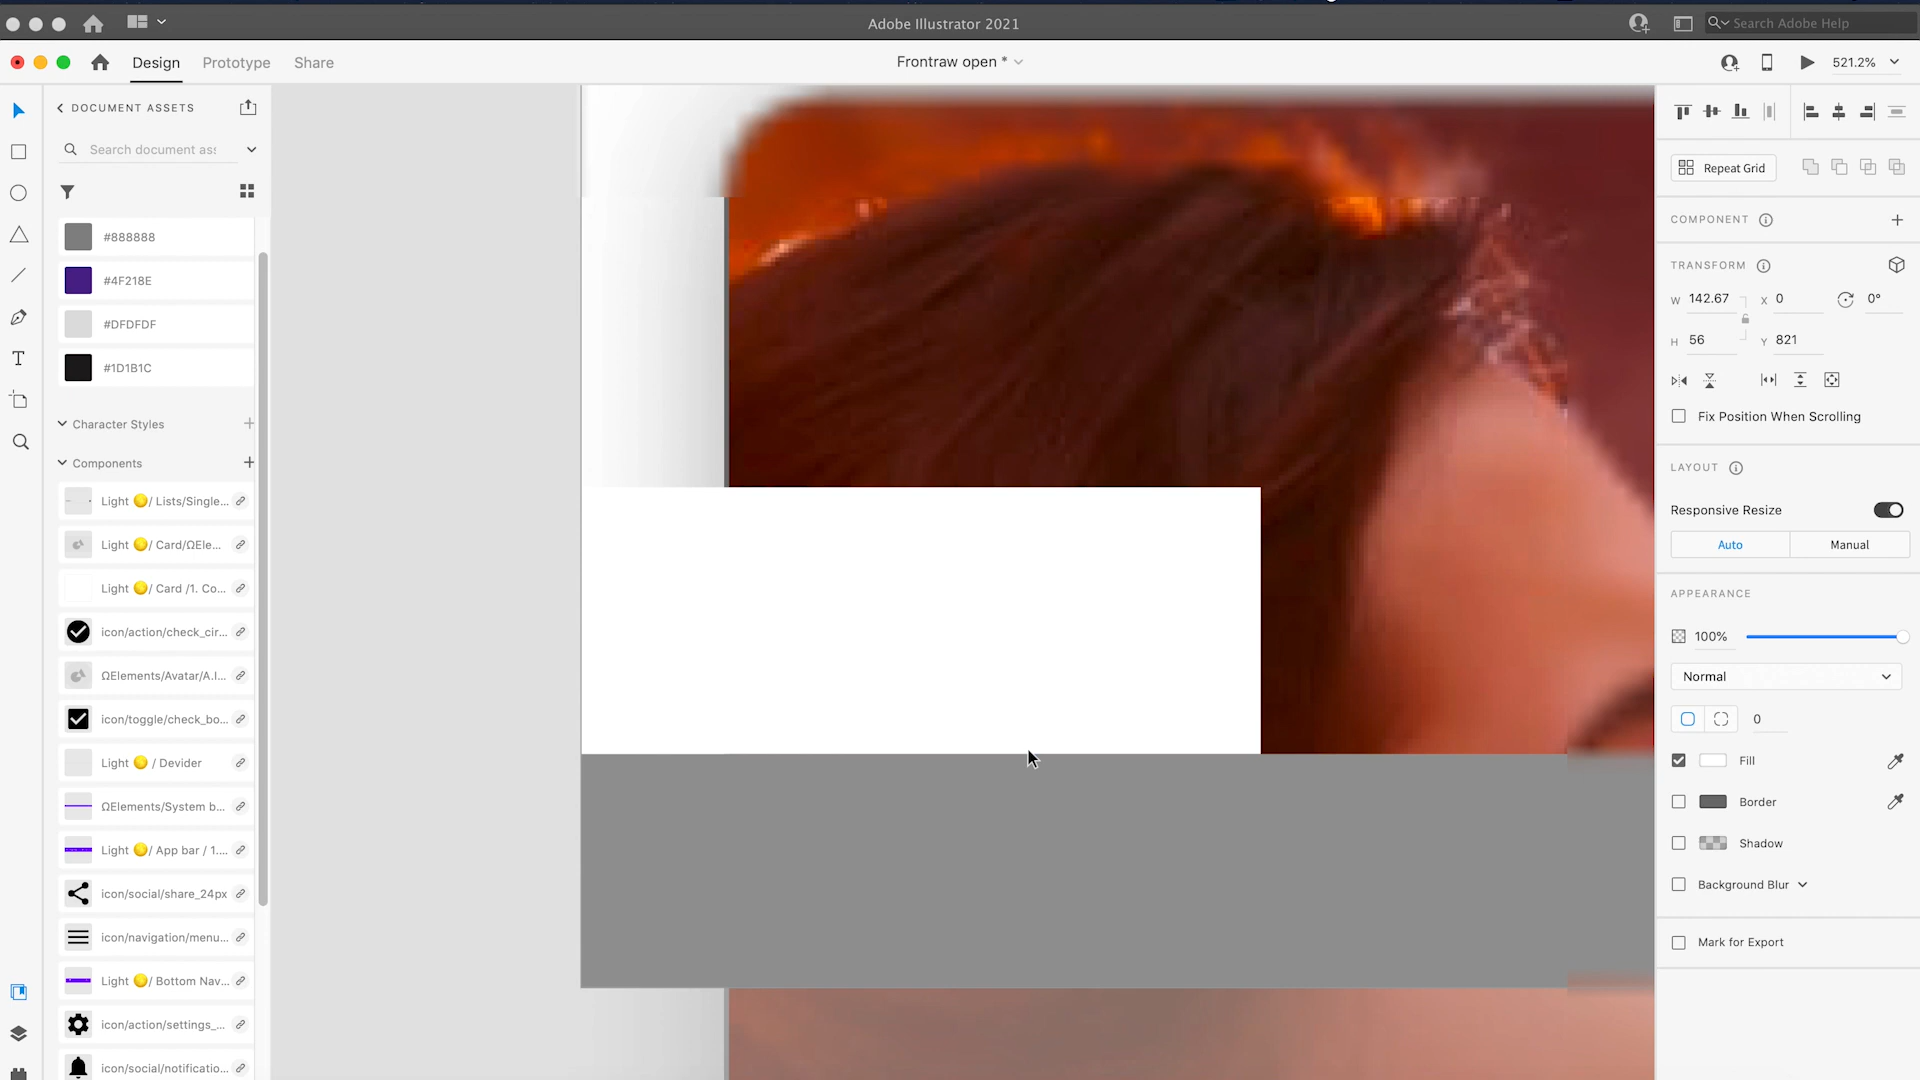 Adobe Illustrator 2021
Search Adobe Help
Design Prototype Share
Frontraw open *
521.2%
DOCUMENT ASSETS
Search document as
#888888
#4F218E
#DFDFDF
#1D1B1C
Character Styles
Components
Light / Lists/Single...
Light / Card/ΩEle...
Light / Card /1. Co...
icon/action/check_cir...
ΩElements/Avatar/A.I...
icon/toggle/check_bo...
Light / Devider
ΩElements/System b...
Light / App bar / 1....
icon/social/share_24px
icon/navigation/menu...
Light / Bottom Nav...
icon/action/settings_...
icon/social/notificatio...
Repeat Grid
COMPONENT
TRANSFORM
W 142.67 X 0 0°
H 56 Y 821
Fix Position When Scrolling
LAYOUT
Responsive Resize
Auto Manual
APPEARANCE
100%
Normal
0
Fill
Border
Shadow
Background Blur
Mark for Export